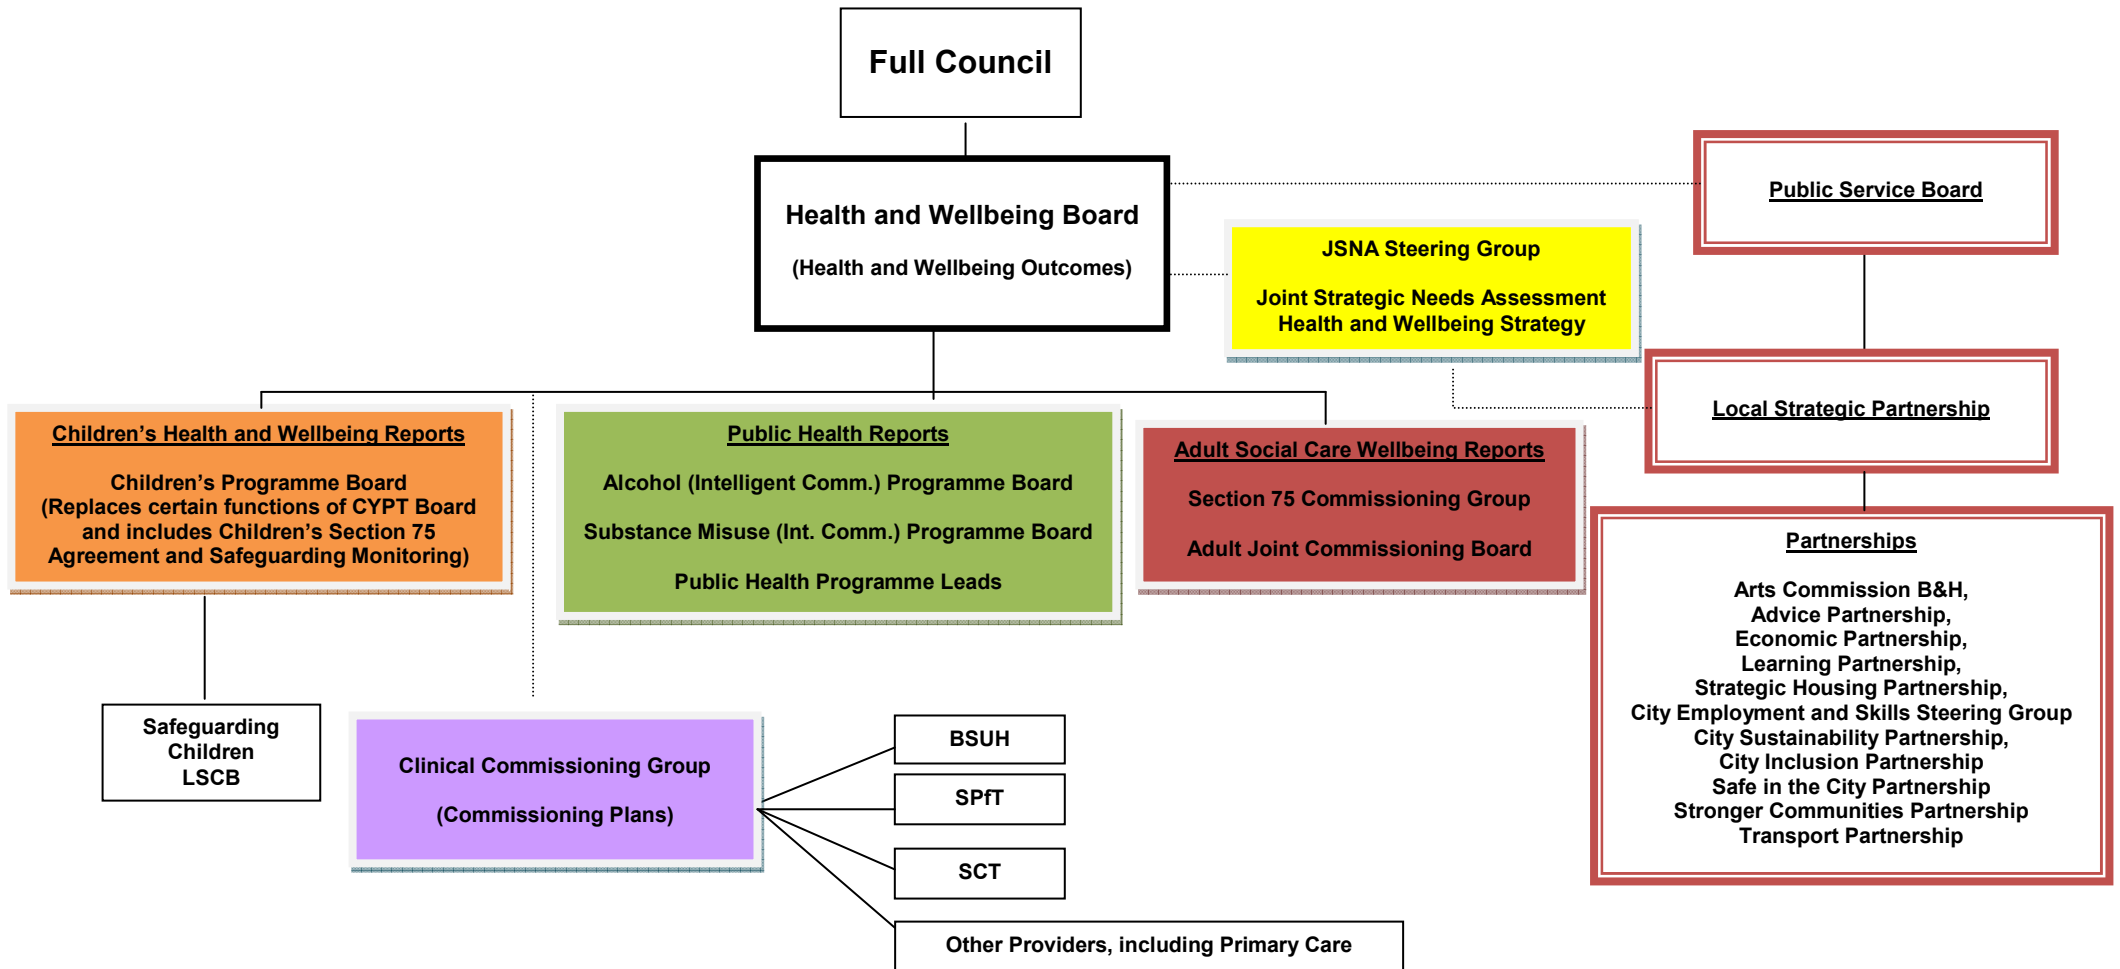 Full Council
Health and Wellbeing Board
(Health and Wellbeing Outcomes)
Public Service Board
JSNA Steering Group
Joint Strategic Needs Assessment
Health and Wellbeing Strategy
Local Strategic Partnership
Children’s Health and Wellbeing Reports
Children’s Programme Board
(Replaces certain functions of CYPT Board
and includes Children’s Section 75
Agreement and Safeguarding Monitoring)
Public Health Reports
Alcohol (Intelligent Comm.) Programme Board
Substance Misuse (Int. Comm.) Programme Board
Public Health Programme Leads
Adult Social Care Wellbeing Reports
Section 75 Commissioning Group
Adult Joint Commissioning Board
Partnerships
Arts Commission B&H,
Advice Partnership,
Economic Partnership,
Learning Partnership,
Strategic Housing Partnership,
City Employment and Skills Steering Group
City Sustainability Partnership,
City Inclusion Partnership
Safe in the City Partnership
Stronger Communities Partnership
Transport Partnership
Safeguarding
Children
LSCB
Clinical Commissioning Group
(Commissioning Plans)
BSUH
SPfT
SCT
Other Providers, including Primary Care